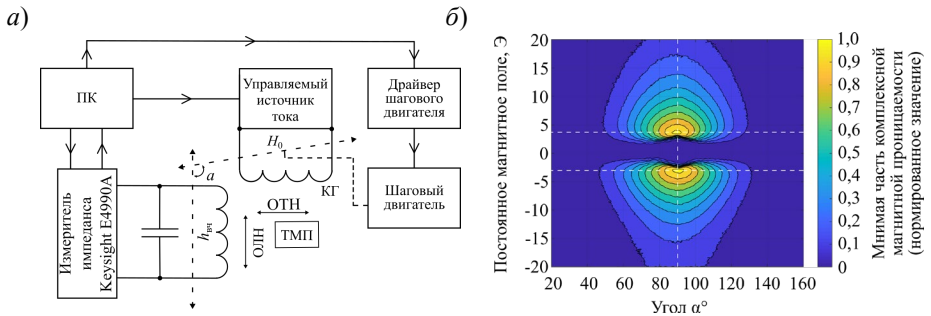 а)
ПК
Управляемый
источник
тока
Драйвер
шагового
двигателя
H₀
a
КГ
Шаговый
двигатель
Измеритель
импеданса
Keysight E4990A
hвч
ОТН
ОЛН
ТМП
б)
Постоянное магнитное поле, Э
20
15
10
5
0
-5
-10
-15
-20
20
40
60
80
100
120
140
160
Угол α°
1,0
0,9
0,8
0,7
0,6
0,5
0,4
0,3
0,2
0,1
0
Мнимая часть комплексной
магнитной проницаемости
(нормированное значение)